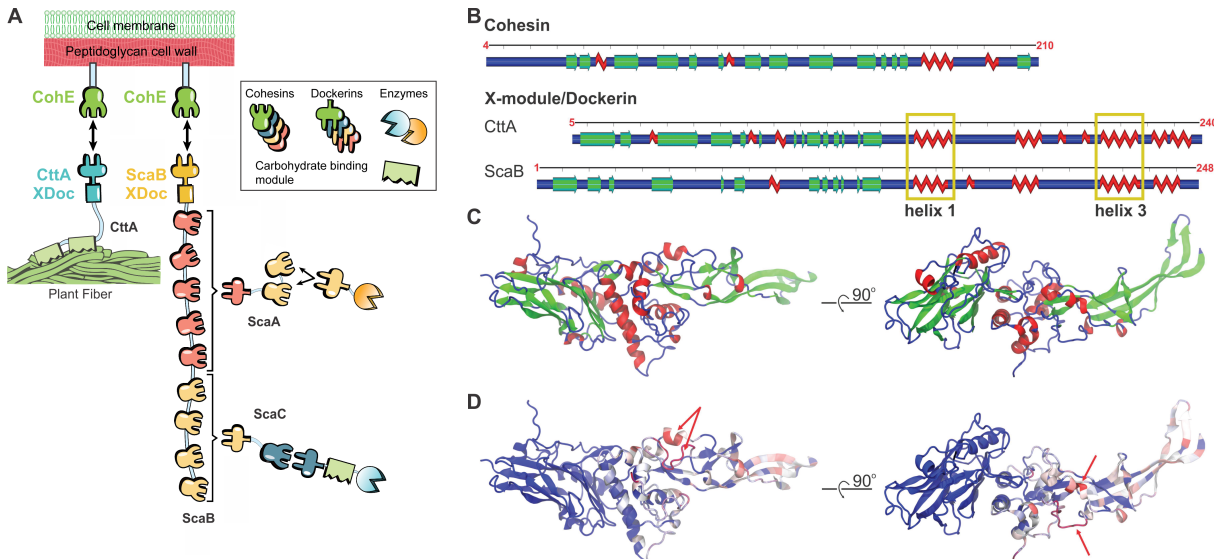 A
Cell membrane
Peptidoglycan cell wall
CohE
CohE
Cohesins
Dockerins
Enzymes
Carbohydrate binding
module
CttA
XDoc
ScaB
XDoc
CttA
Plant Fiber
ScaA
ScaC
ScaB
B
Cohesin
4
210
X-module/Dockerin
CttA
5
240
ScaB
1
248
helix 1
helix 3
C
90°
D
90°